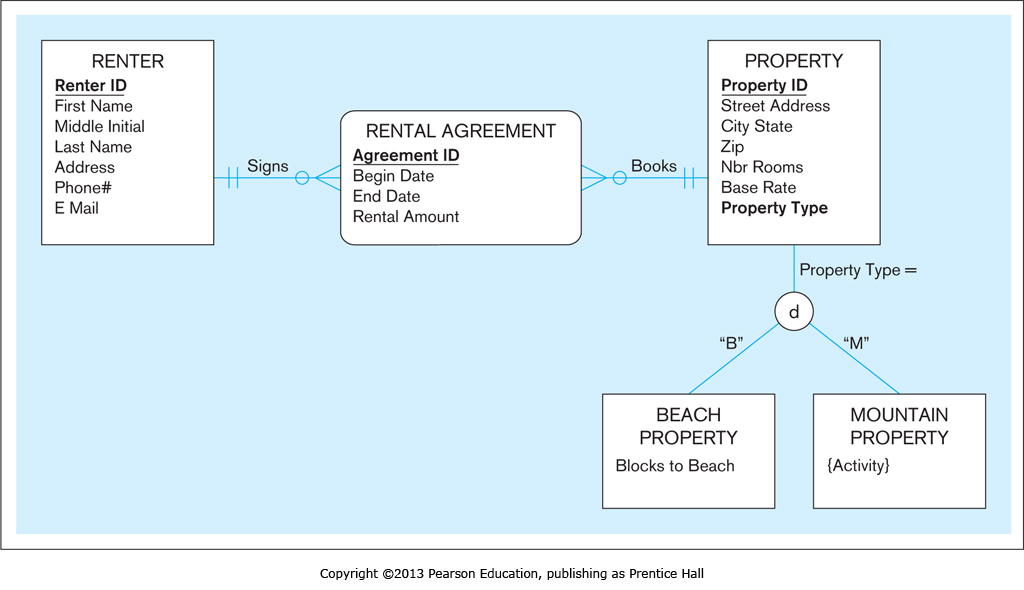 RENTER
Renter ID
First Name
Middle Initial
Last Name
Address
Phone#
E Mail
Signs
RENTAL AGREEMENT
Agreement ID
Begin Date
End Date
Rental Amount
Books
PROPERTY
Property ID
Street Address
City State
Zip
Nbr Rooms
Base Rate
Property Type
Property Type =
d
“B”
“M”
BEACH
PROPERTY
Blocks to Beach
MOUNTAIN
PROPERTY
{Activity}
Copyright ©2013 Pearson Education, publishing as Prentice Hall